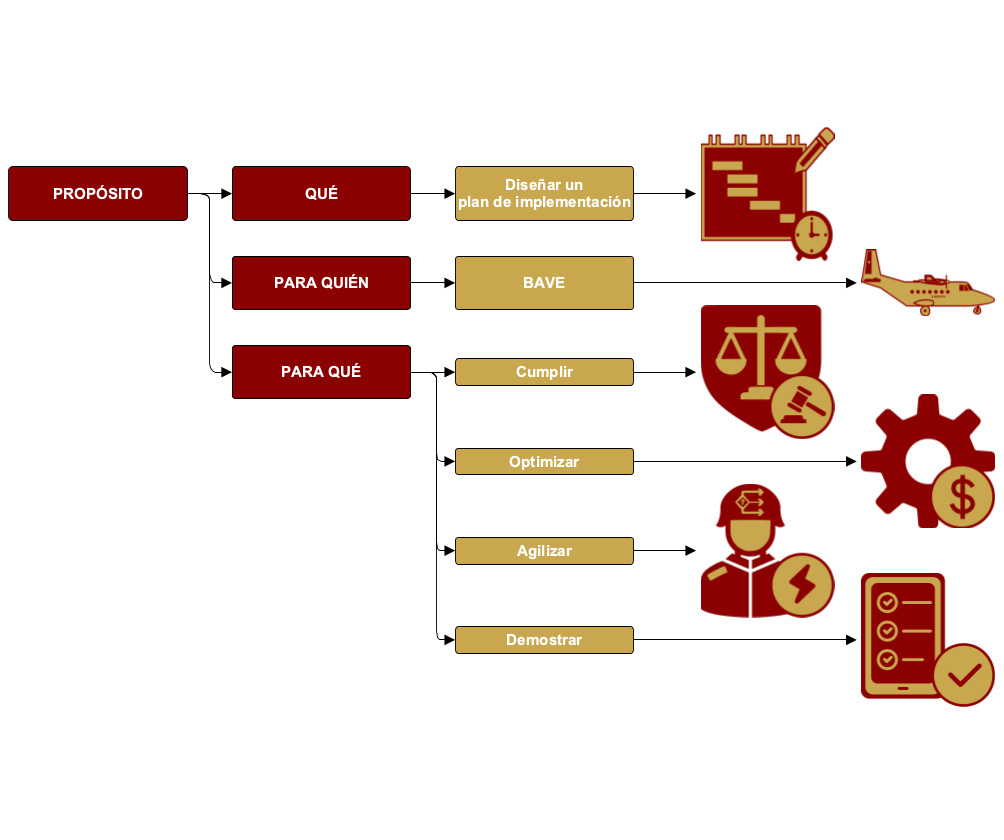 PROPÓSITO
QUÉ
Diseñar un
plan de implementación
PARA QUIÉN
BAVE
PARA QUÉ
Cumplir
Optimizar
$
Agilizar
Demostrar